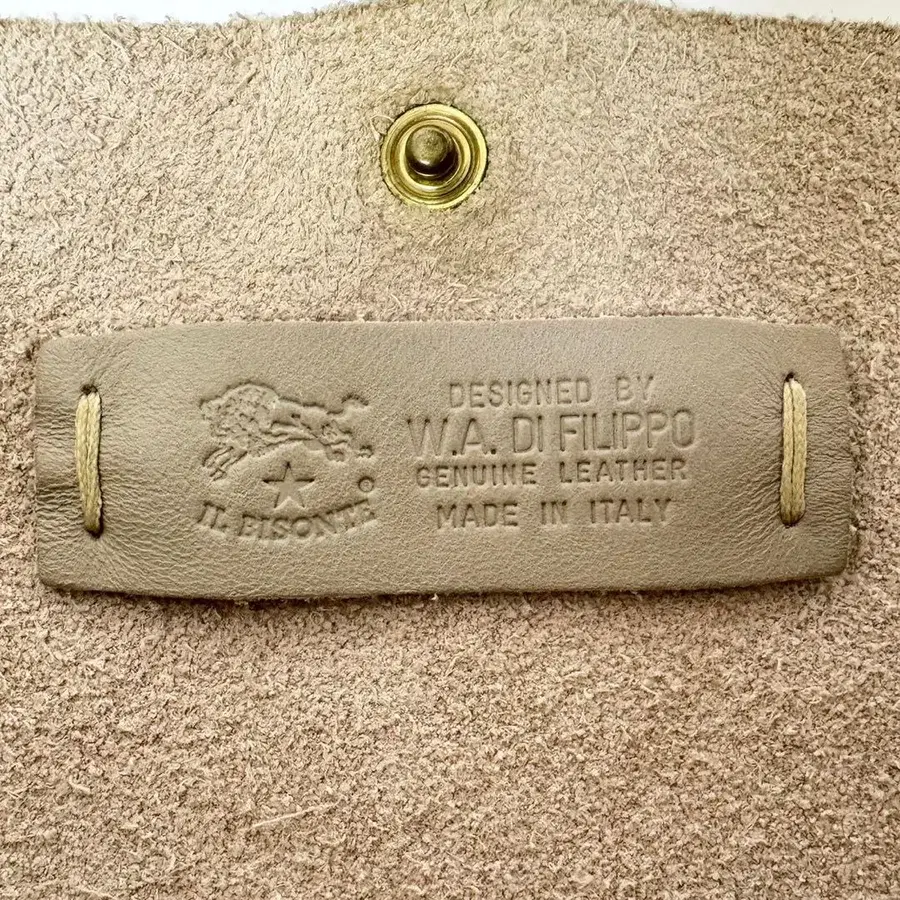 IL BISONTE ®
DESIGNED BY
W.A. DI FILIPPO
GENUINE LEATHER
MADE IN ITALY